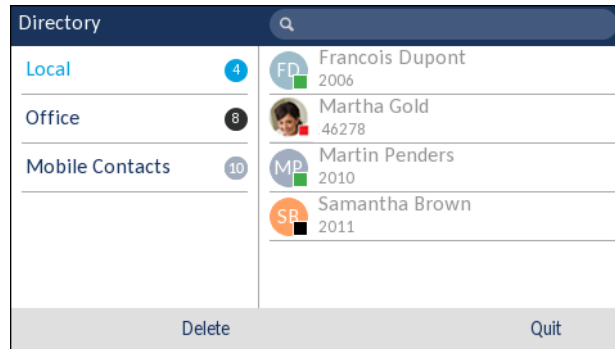 Directory
Local 4
Office 8
Mobile Contacts 10
FD Francois Dupont
2006
Martha Gold
46278
MP Martin Penders
2010
SB Samantha Brown
2011
Delete Quit